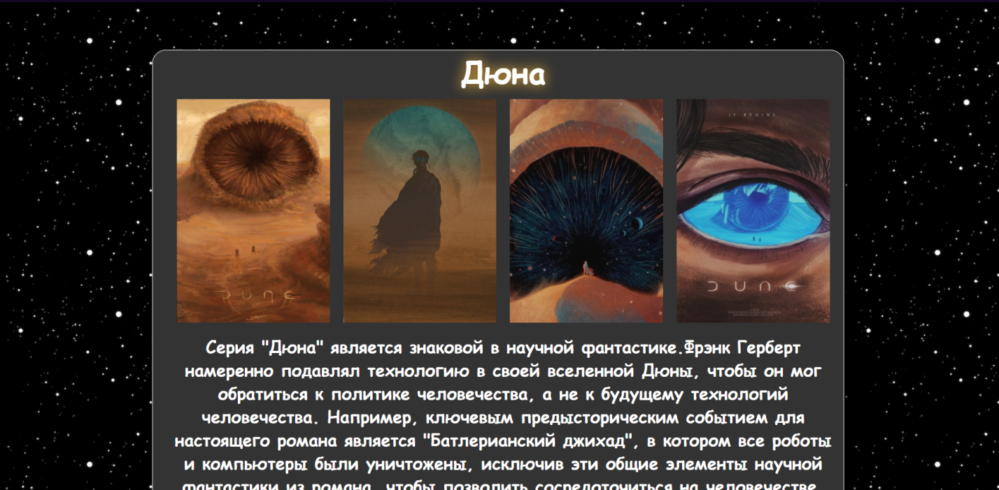 Дюна
IT BEGINS
DUNE
DUNE
Серия "Дюна" является знаковой в научной фантастике.Фрэнк Герберт
намеренно подавлял технологию в своей вселенной Дюны, чтобы он мог
обратиться к политике человечества, а не к будущему технологий
человечества. Например, ключевым предысторическим событием для
настоящего романа является "Батлерианский джихад", в котором все роботы
и компьютеры были уничтожены, исключив эти общие элементы научной
фантастики из романа, чтобы позволить сосредоточиться на человечестве.